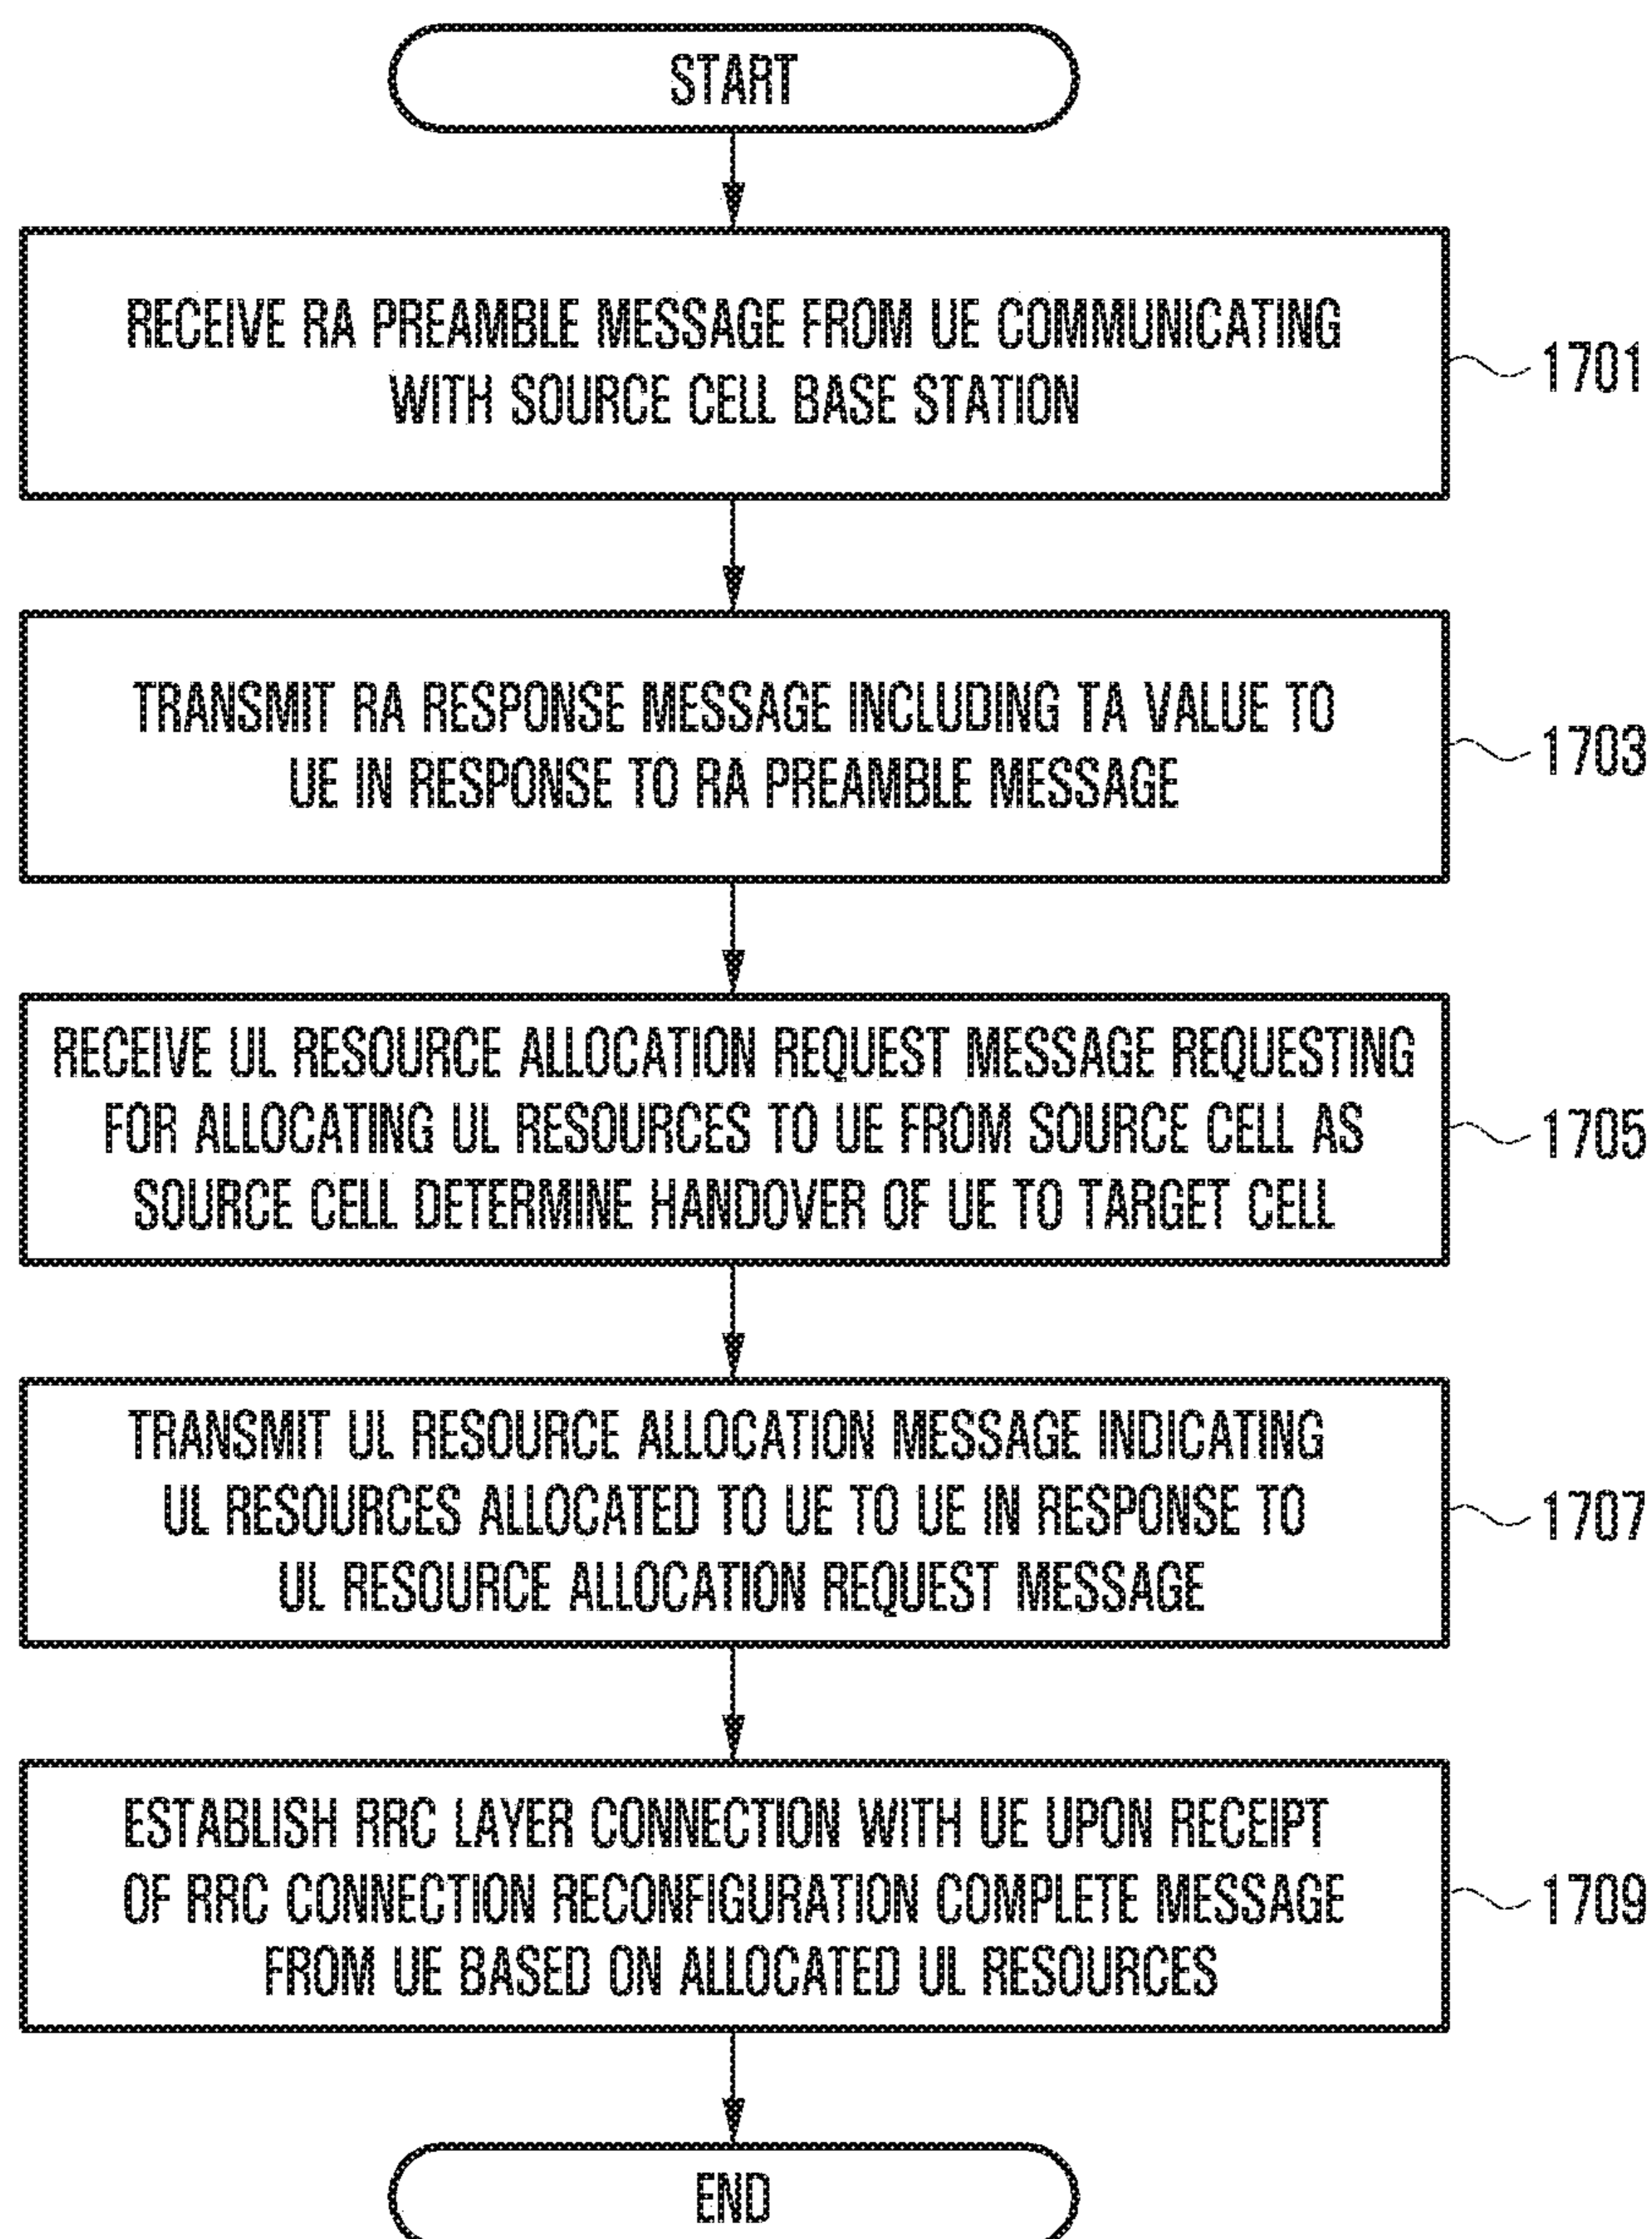 START
RECEIVE RA PREAMBLE MESSAGE FROM UE COMMUNICATING
WITH SOURCE CELL BASE STATION
1701
TRANSMIT RA RESPONSE MESSAGE INCLUDING TA VALUE TO
UE IN RESPONSE TO RA PREAMBLE MESSAGE
1703
RECEIVE UL RESOURCE ALLOCATION REQUEST MESSAGE REQUESTING
FOR ALLOCATING UL RESOURCES TO UE FROM SOURCE CELL AS
SOURCE CELL DETERMINE HANDOVER OF UE TO TARGET CELL
1705
TRANSMIT UL RESOURCE ALLOCATION MESSAGE INDICATING
UL RESOURCES ALLOCATED TO UE TO UE IN RESPONSE TO
UL RESOURCE ALLOCATION REQUEST MESSAGE
1707
ESTABLISH RRC LAYER CONNECTION WITH UE UPON RECEIPT
OF RRC CONNECTION RECONFIGURATION COMPLETE MESSAGE
FROM UE BASED ON ALLOCATED UL RESOURCES
1709
END